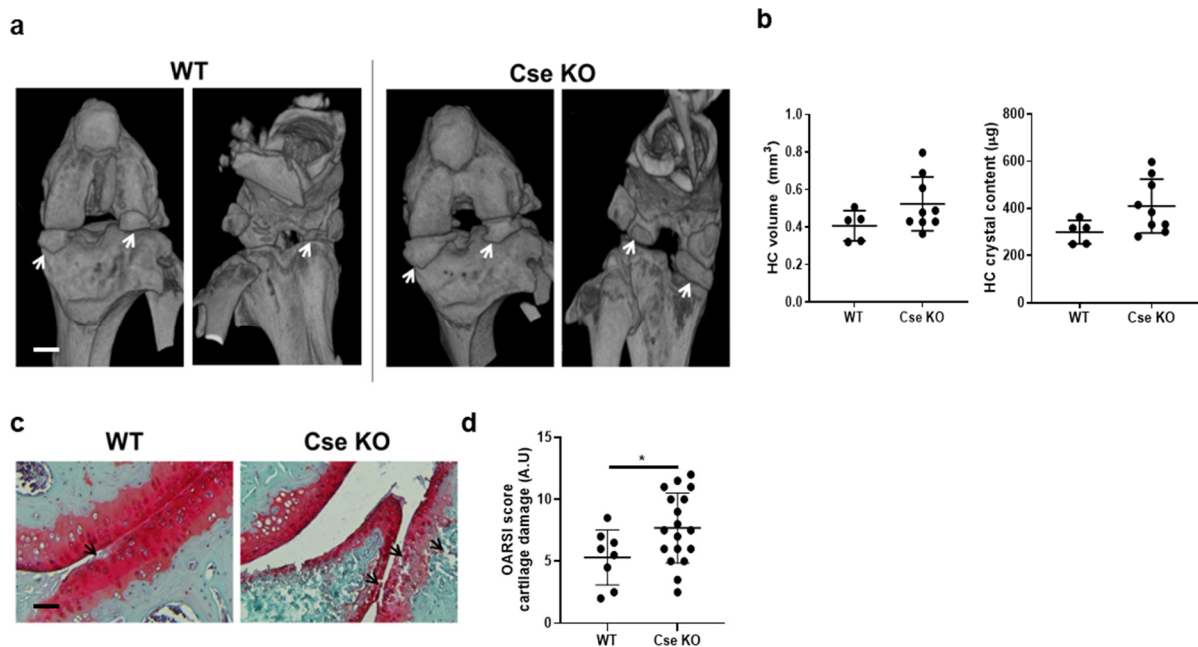 a
WT
Cse KO
b
HC volume (mm³)
1.0
0.8
0.6
0.4
0.2
0.0
WT
Cse KO
HC crystal content (µg)
800
600
400
200
0
WT
Cse KO
c
WT
Cse KO
d
OARSI score
cartilage damage (A.U)
15
10
5
0
*
WT
Cse KO